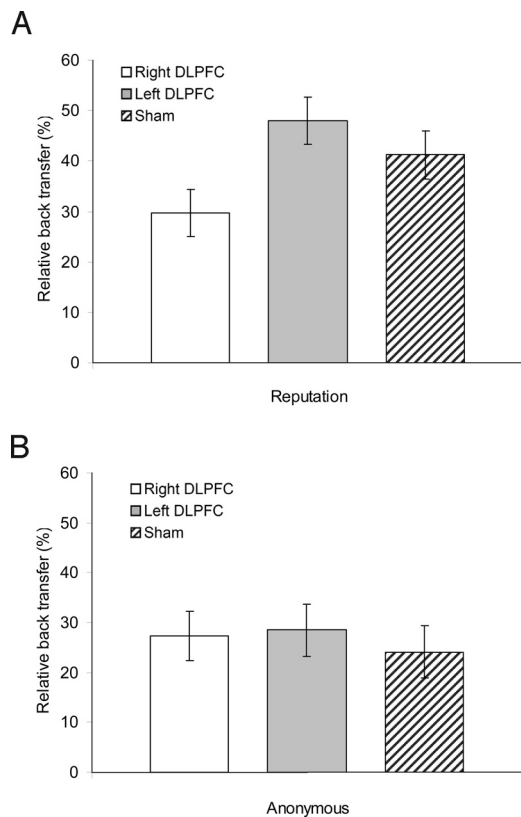 A
Relative back transfer (%)
60
50
40
30
20
10
0
Right DLPFC
Left DLPFC
Sham
Reputation
B
Relative back transfer (%)
60
50
40
30
20
10
0
Right DLPFC
Left DLPFC
Sham
Anonymous